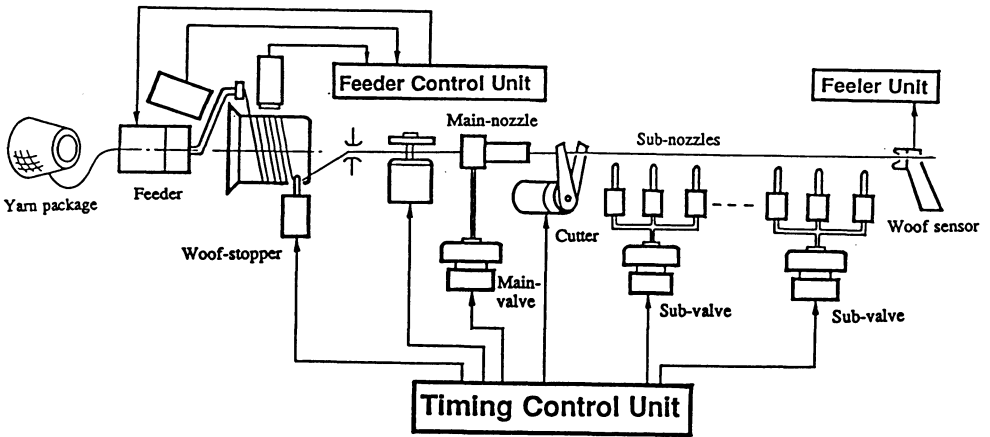 Feeder Control Unit
Feeler Unit
Main-nozzle
Sub-nozzles
Yarn package
Feeder
Woof-stopper
Cutter
Woof sensor
Main-
valve
Sub-valve
Sub-valve
Timing Control Unit